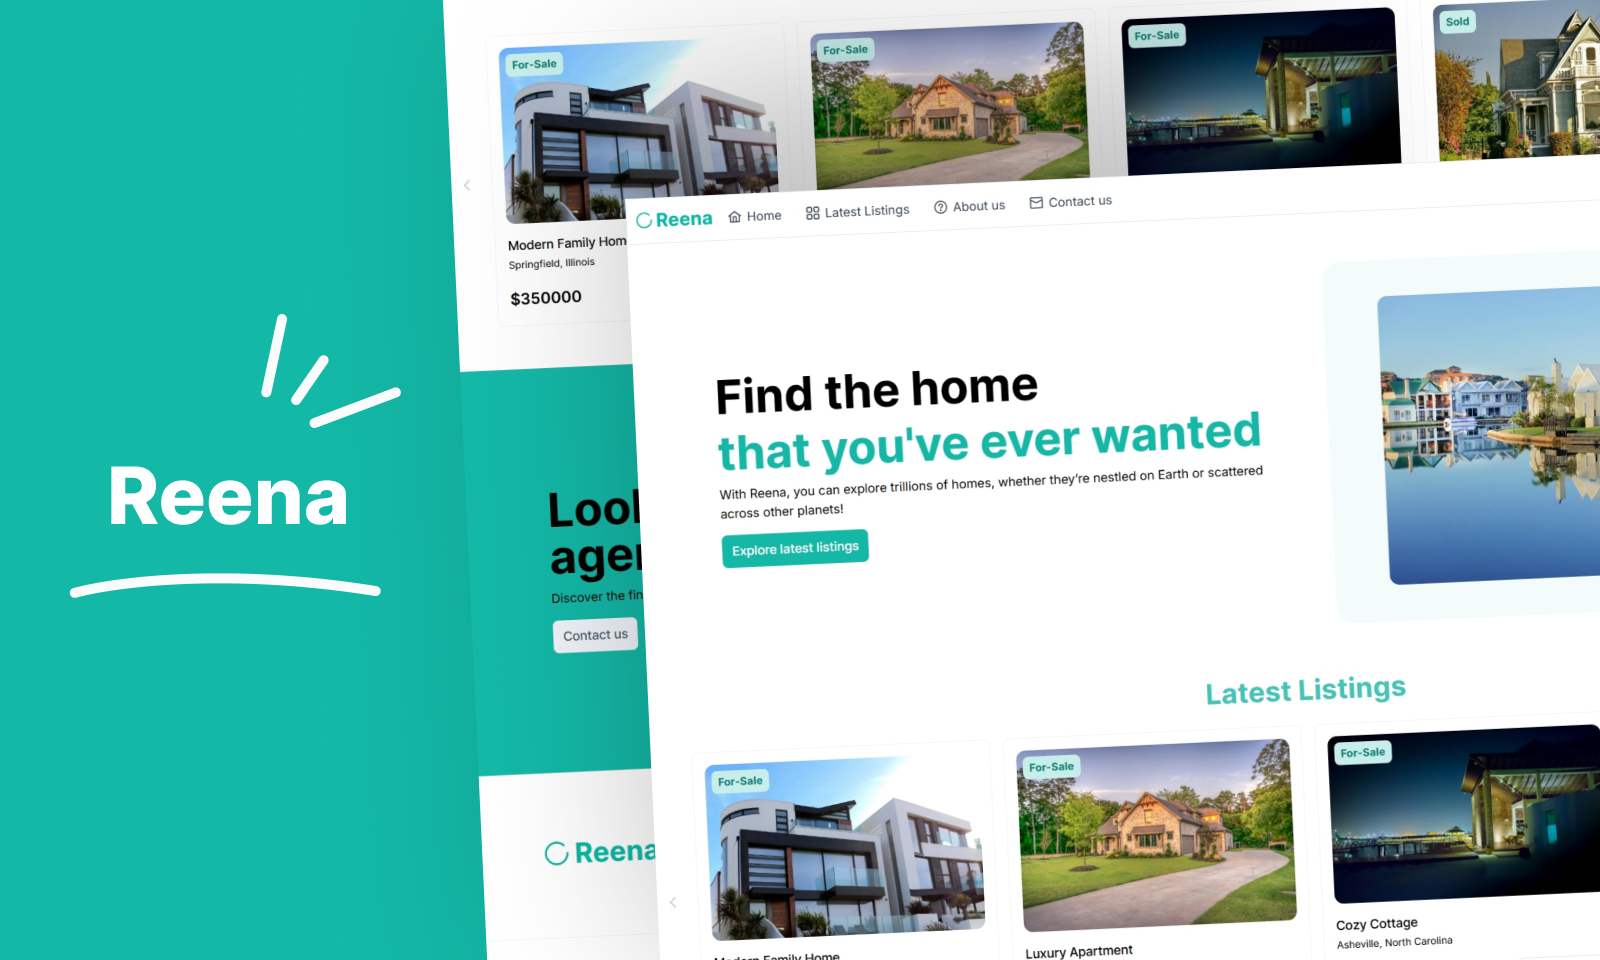 Reena
For-Sale
For-Sale
For-Sale
Sold
Modern Family Hom
Springfield, Illinois
$350000
Reena
Home
Latest Listings
About us
Contact us
Find the home
that you've ever wanted
With Reena, you can explore trillions of homes, whether they're nestled on Earth or scattered
across other planets!
Explore latest listings
Discover the fin
Contact us
Reena
Latest Listings
For-Sale
For-Sale
For-Sale
Modern Family Home
Luxury Apartment
Cozy Cottage
Asheville, North Carolina